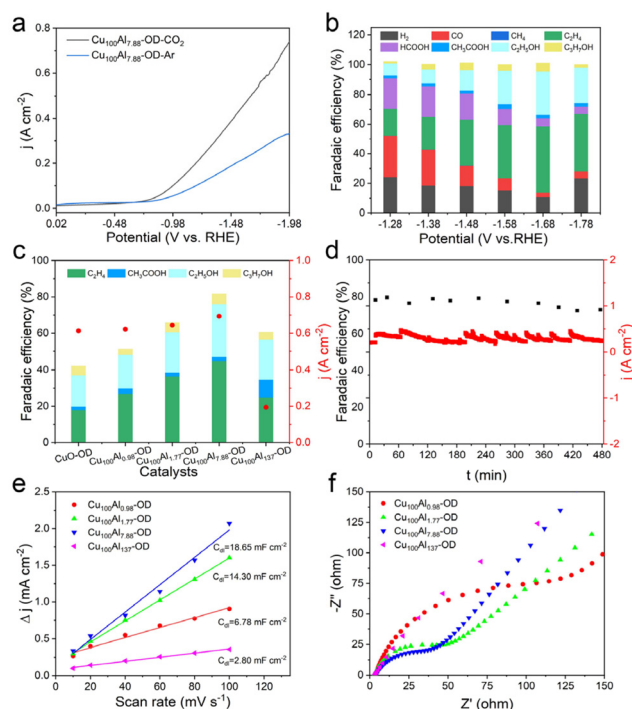 a
Cu100Al7.88-OD-CO2
Cu100Al7.88-OD-Ar
j (A cm-2)
0.8
0.6
0.4
0.2
0.0
0.02 -0.48 -0.98 -1.48 -1.98
Potential (V vs. RHE)
b
H2 CO CH4 C2H4
HCOOH CH3COOH C2H5OH C3H7OH
Faradaic efficiency (%)
100
80
60
40
20
0
-1.28 -1.38 -1.48 -1.58 -1.68 -1.78
Potential (V vs.RHE)
c
C2H4 CH3COOH C2H5OH C3H7OH
Faradaic efficiency (%)
100
80
60
40
20
0
1.0
0.8
0.6
0.4
0.2
0.0
j (A cm-2)
CuO-OD Cu100Al0.98-OD Cu100Al1.77-OD Cu100Al7.88-OD Cu100Al137-OD
Catalysts
d
Faradaic efficiency (%)
100
80
60
40
20
0
2
1
0
-1
-2
j (A cm-2)
0 60 120 180 240 300 360 420 480
t (min)
e
Cu100Al0.98-OD
Cu100Al1.77-OD
Cu100Al7.88-OD
Cu100Al137-OD
Δ j (mA cm-2)
2.5
2.0
1.5
1.0
0.5
0.0
Cdl=18.65 mF cm-2
Cdl=14.30 mF cm-2
Cdl=6.78 mF cm-2
Cdl=2.80 mF cm-2
0 20 40 60 80 100 120
Scan rate (mV s-1)
f
Cu100Al0.98-OD
Cu100Al1.77-OD
Cu100Al7.88-OD
Cu100Al137-OD
-Z" (ohm)
150
125
100
75
50
25
0
0 25 50 75 100 125 150
Z' (ohm)